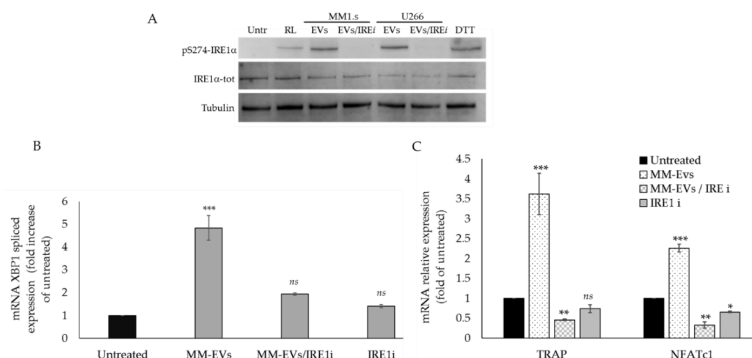 A
MM1.s U266
Untr RL EVs EVs/IREi EVs EVs/IREi DTT
pS274-IRE1α
IRE1α-tot
Tubulin
B
mRNA XBP1 spliced
expression (fold increase
of untreated)
6
5
4
3
2
1
0
***
ns
ns
Untreated MM-EVs MM-EVs/IRE1i IRE1i
C
mRNA relative expression
(fold of untreated)
4.5
4
3.5
3
2.5
2
1.5
1
0.5
0
***
**
ns
***
**
*
TRAP NFATc1
Untreated
MM-Evs
MM-EVs / IRE i
IRE1 i